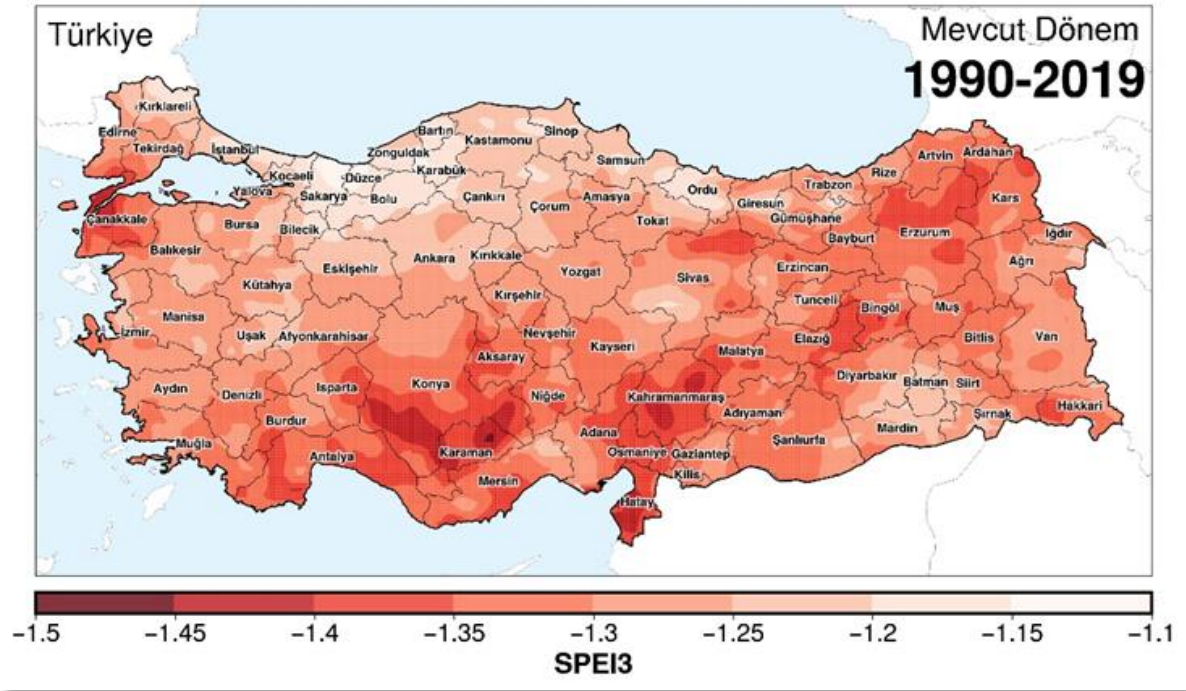 Türkiye
Mevcut Dönem
1990-2019
Kırklareli
Edirne
Tekirdağ
İstanbul
Kocaeli
Yalova
Sakarya
Düzce
Zonguldak
Bartın
Karabük
Kastamonu
Sinop
Samsun
Bolu
Çankırı
Çorum
Amasya
Ordu
Tokat
Giresun
Trabzon
Gümüşhane
Rize
Artvin
Ardahan
Kars
Bayburt
Erzurum
Iğdır
Ağrı
Çanakkale
Balıkesir
Bursa
Bilecik
Eskişehir
Kütahya
Ankara
Kırıkkale
Kırşehir
Yozgat
Sivas
Erzincan
Tunceli
Bingöl
Muş
Bitlis
Van
Manisa
İzmir
Uşak
Afyonkarahisar
Nevşehir
Aksaray
Kayseri
Malatya
Elazığ
Diyarbakır
Batman
Siirt
Aydın
Denizli
Isparta
Konya
Niğde
Kahramanmaraş
Adıyaman
Şanlıurfa
Mardin
Şırnak
Hakkari
Burdur
Muğla
Antalya
Karaman
Mersin
Adana
Osmaniye
Gaziantep
Kilis
Hatay
−1.5 −1.45 −1.4 −1.35 −1.3 −1.25 −1.2 −1.15 −1.1
SPEI3